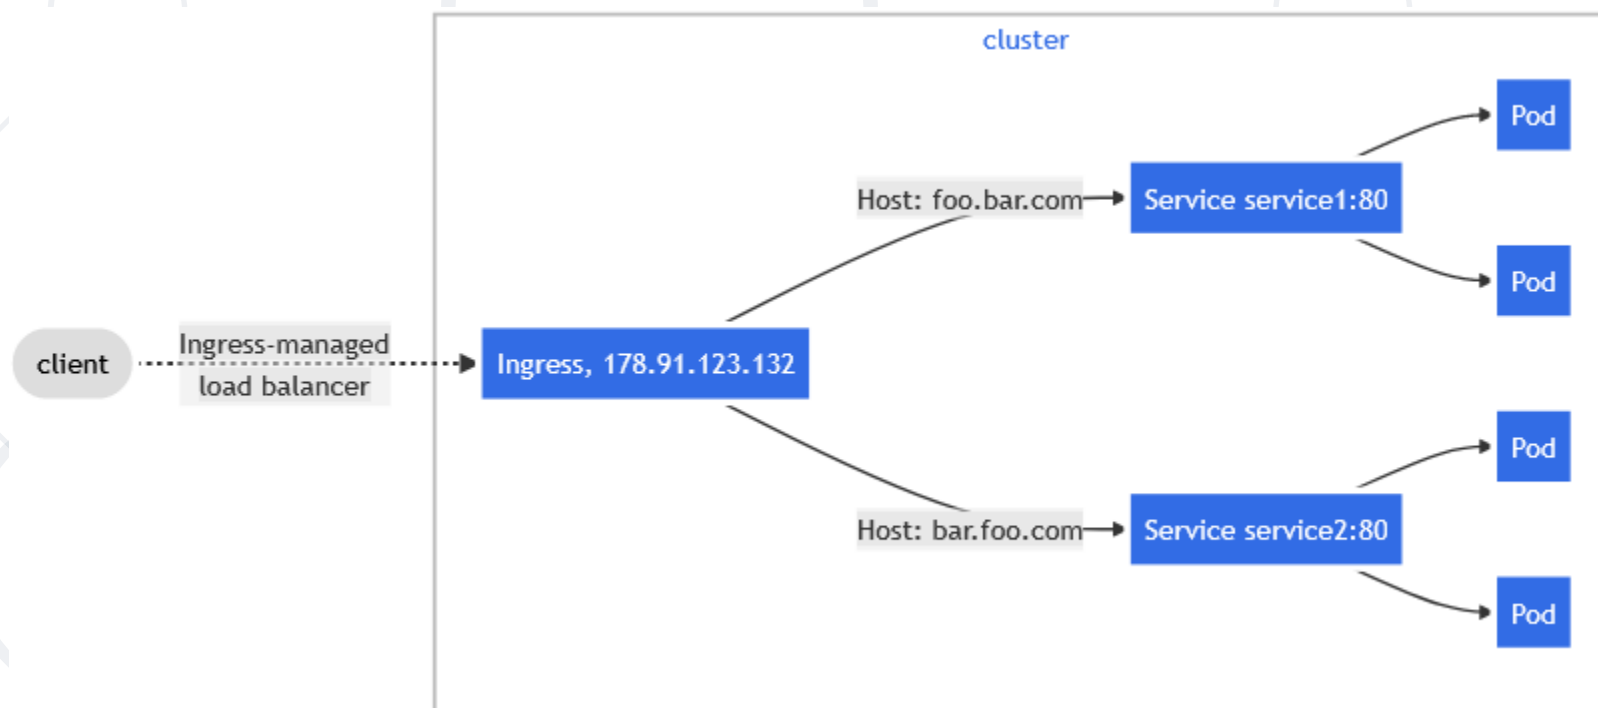 cluster
Pod
Host: foo.bar.com
Service service1:80
Pod
client
Ingress-managed
load balancer
Ingress, 178.91.123.132
Pod
Host: bar.foo.com
Service service2:80
Pod